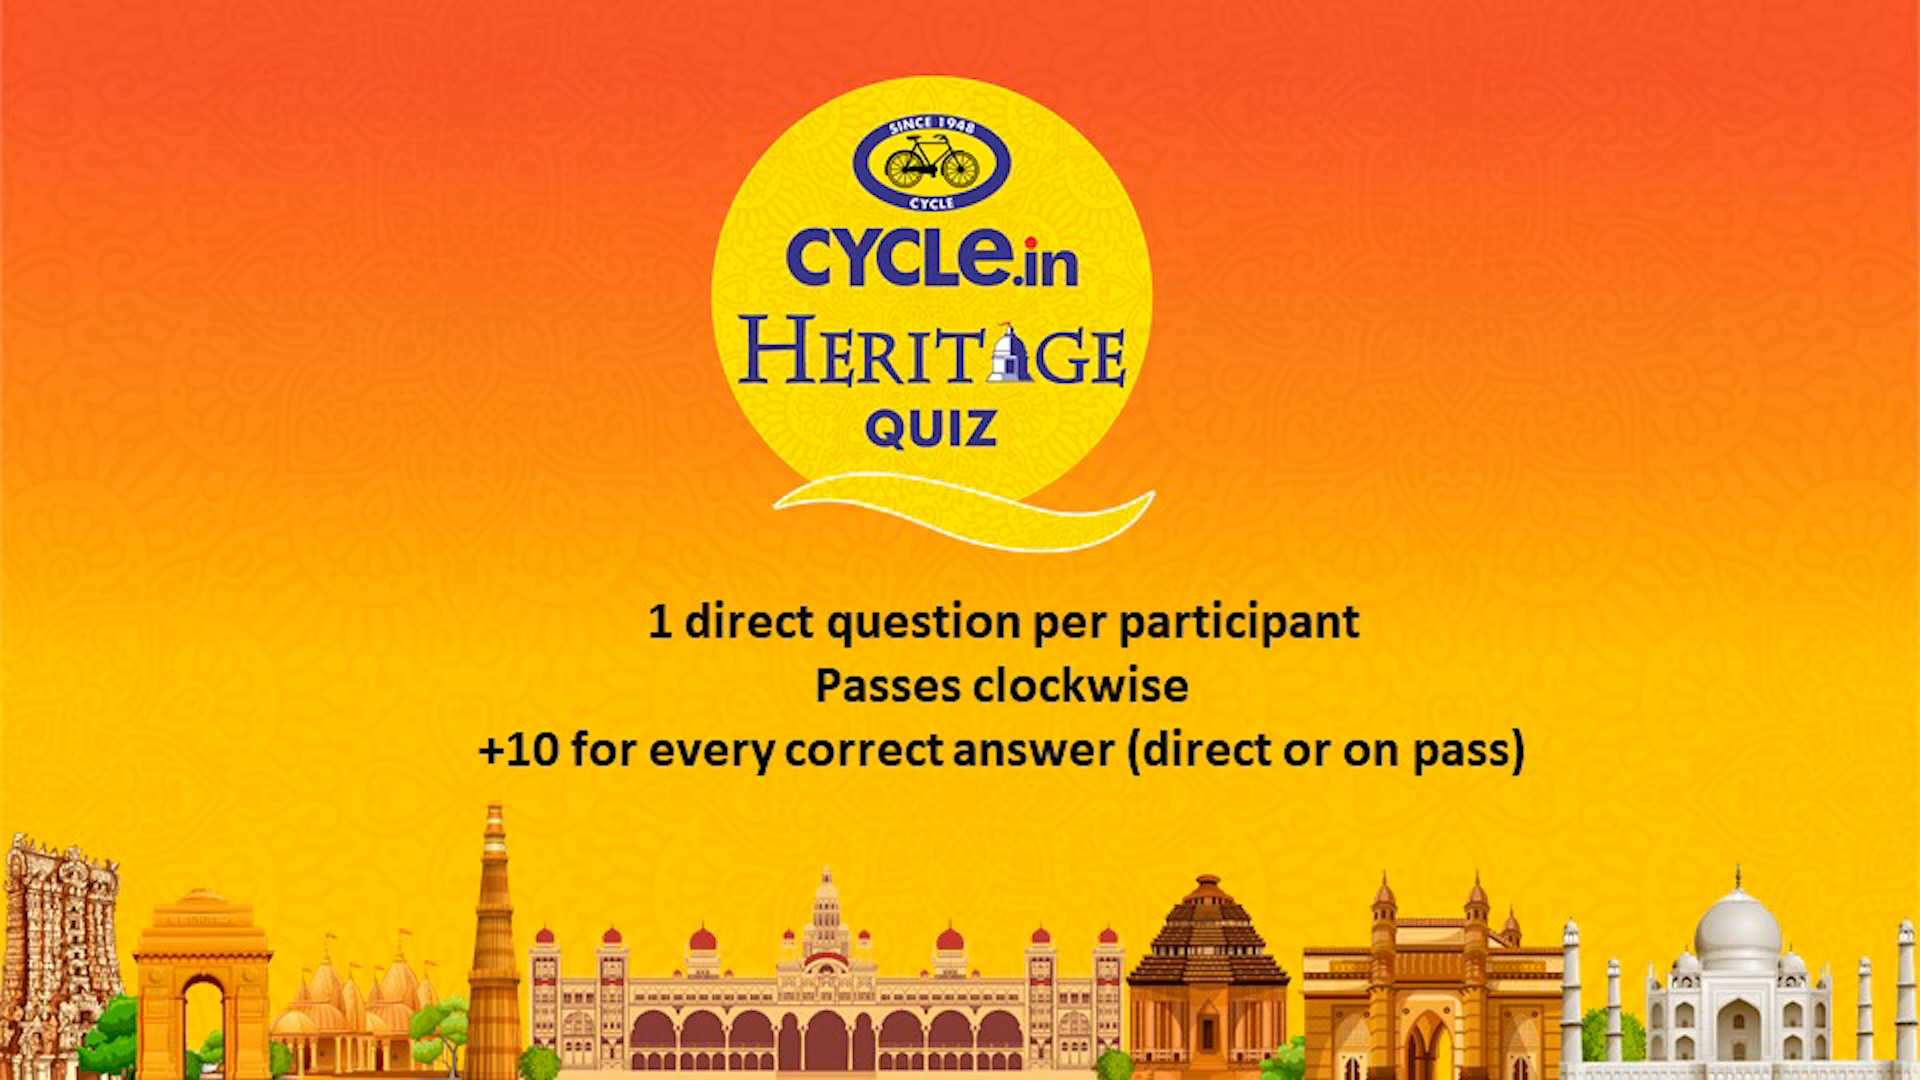 SINCE 1948
CYCLE
CYCLe.in
HERITAGE
QUIZ
1 direct question per participant
Passes clockwise
+10 for every correct answer (direct or on pass)